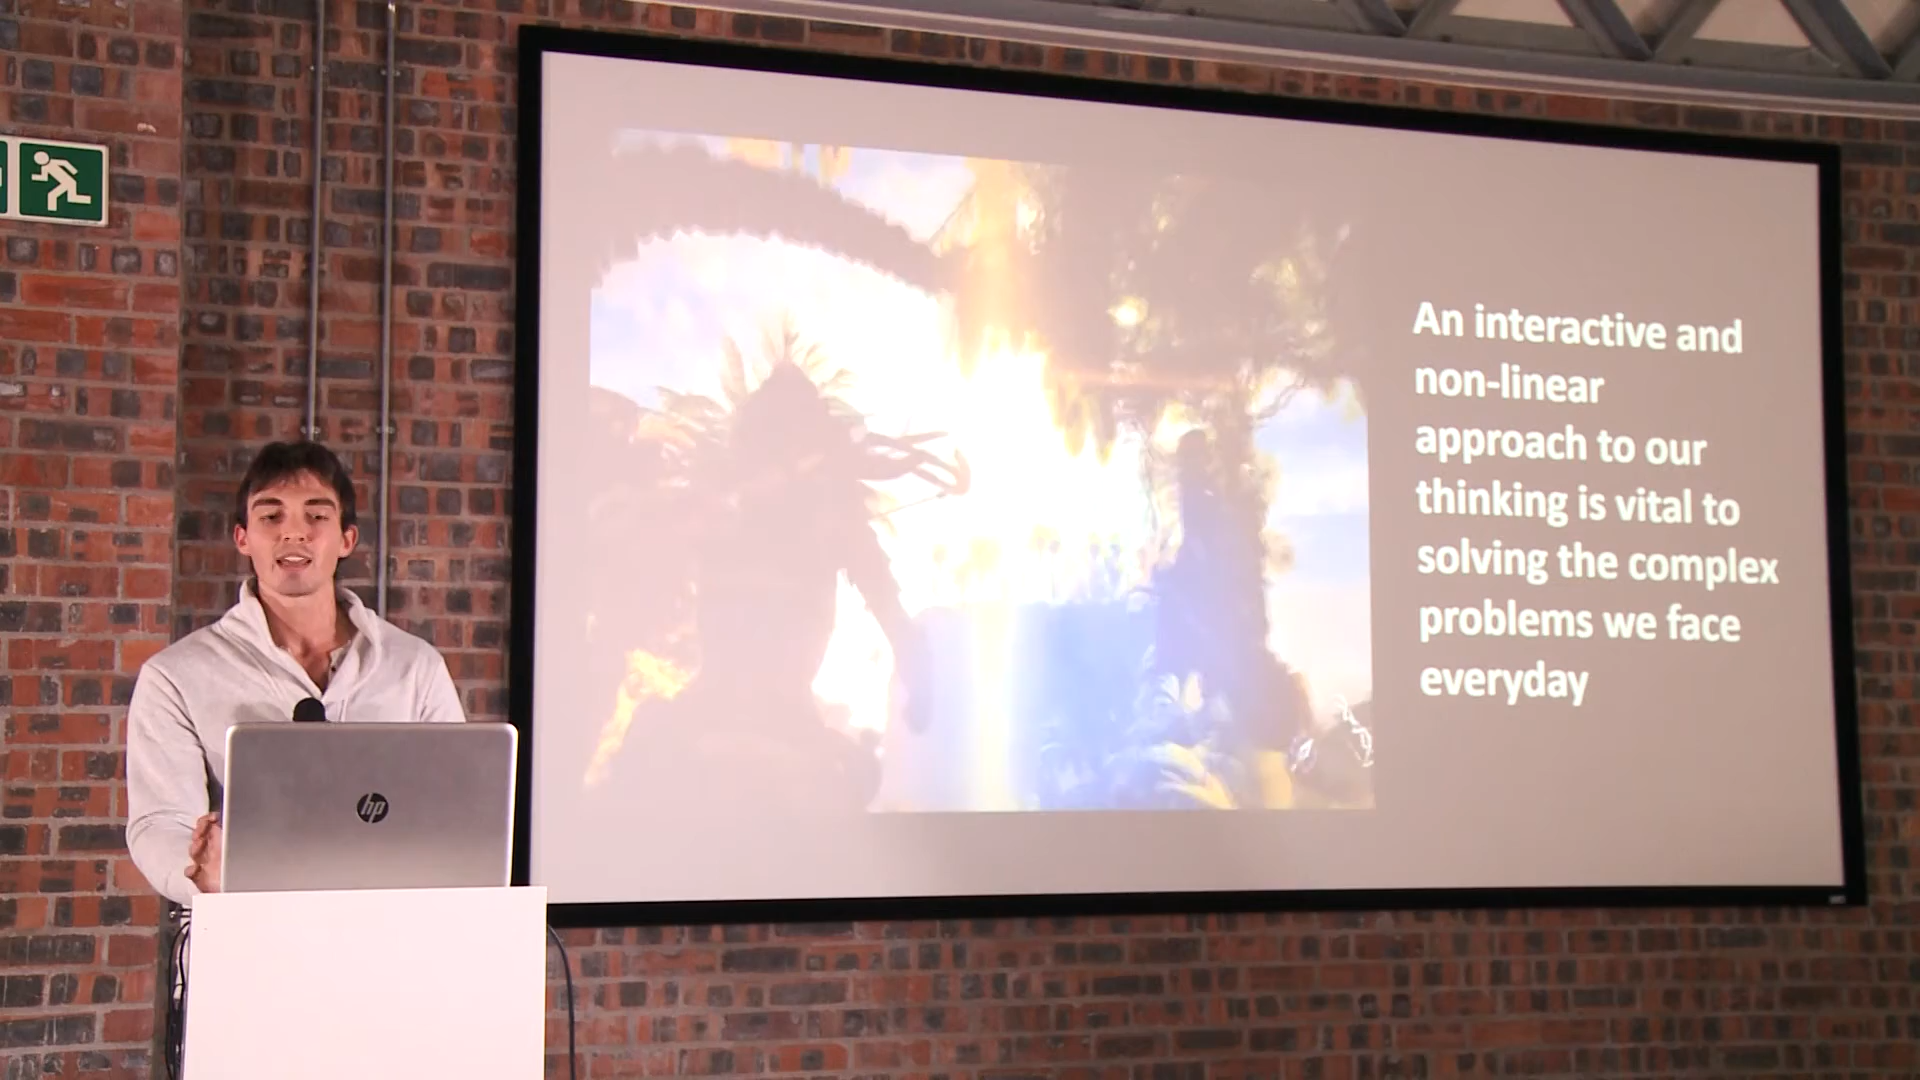 An interactive and
non-linear
approach to our
thinking is vital to
solving the complex
problems we face
everyday
hp